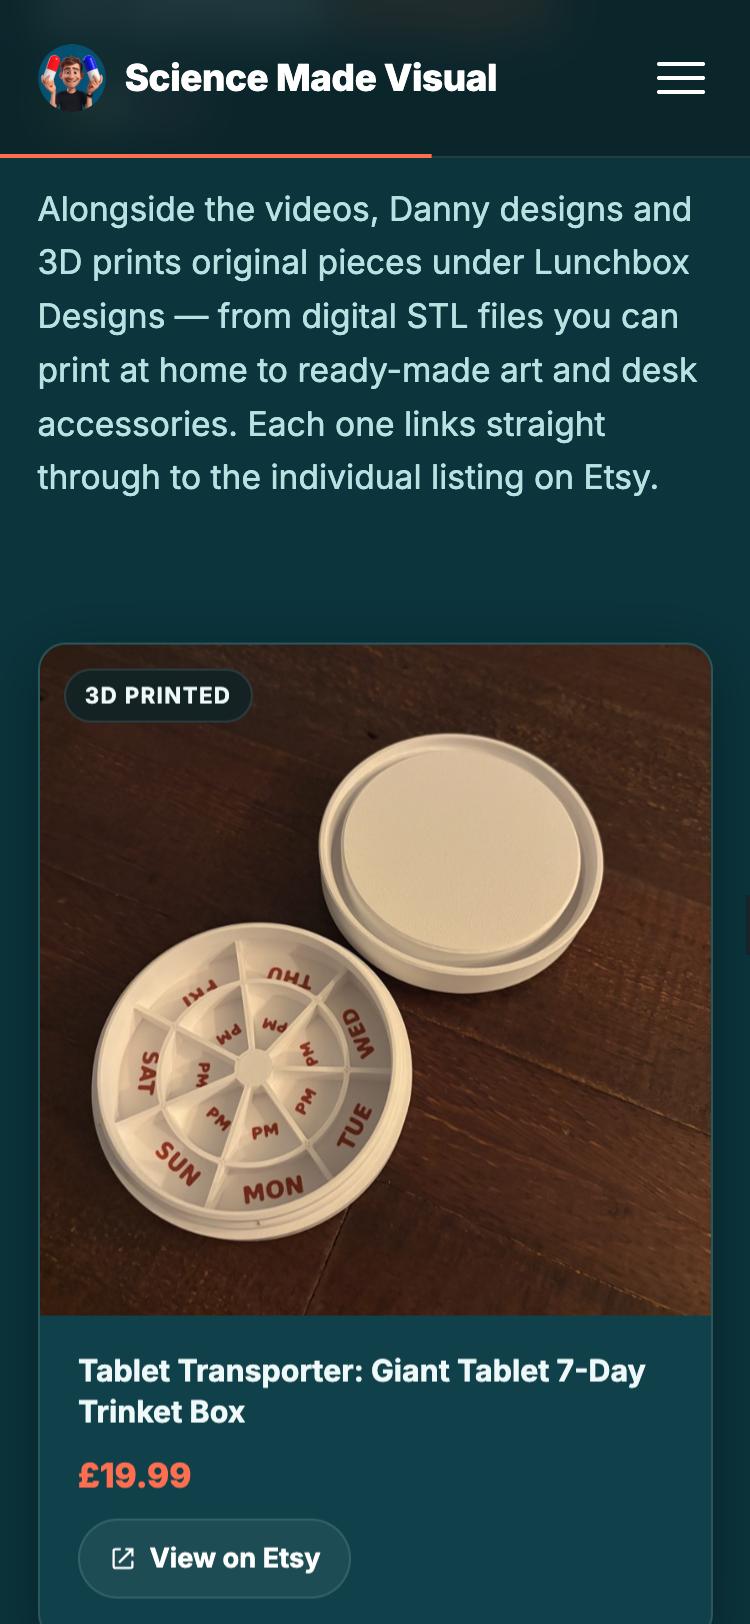 Science Made Visual
Alongside the videos, Danny designs and
3D prints original pieces under Lunchbox
Designs — from digital STL files you can
print at home to ready-made art and desk
accessories. Each one links straight
through to the individual listing on Etsy.
3D PRINTED
THU
FRI
WED
PM
PM
PM
SAT
PM
PM
PM
PM
TUE
SUN
MON
Tablet Transporter: Giant Tablet 7-Day
Trinket Box
£19.99
View on Etsy